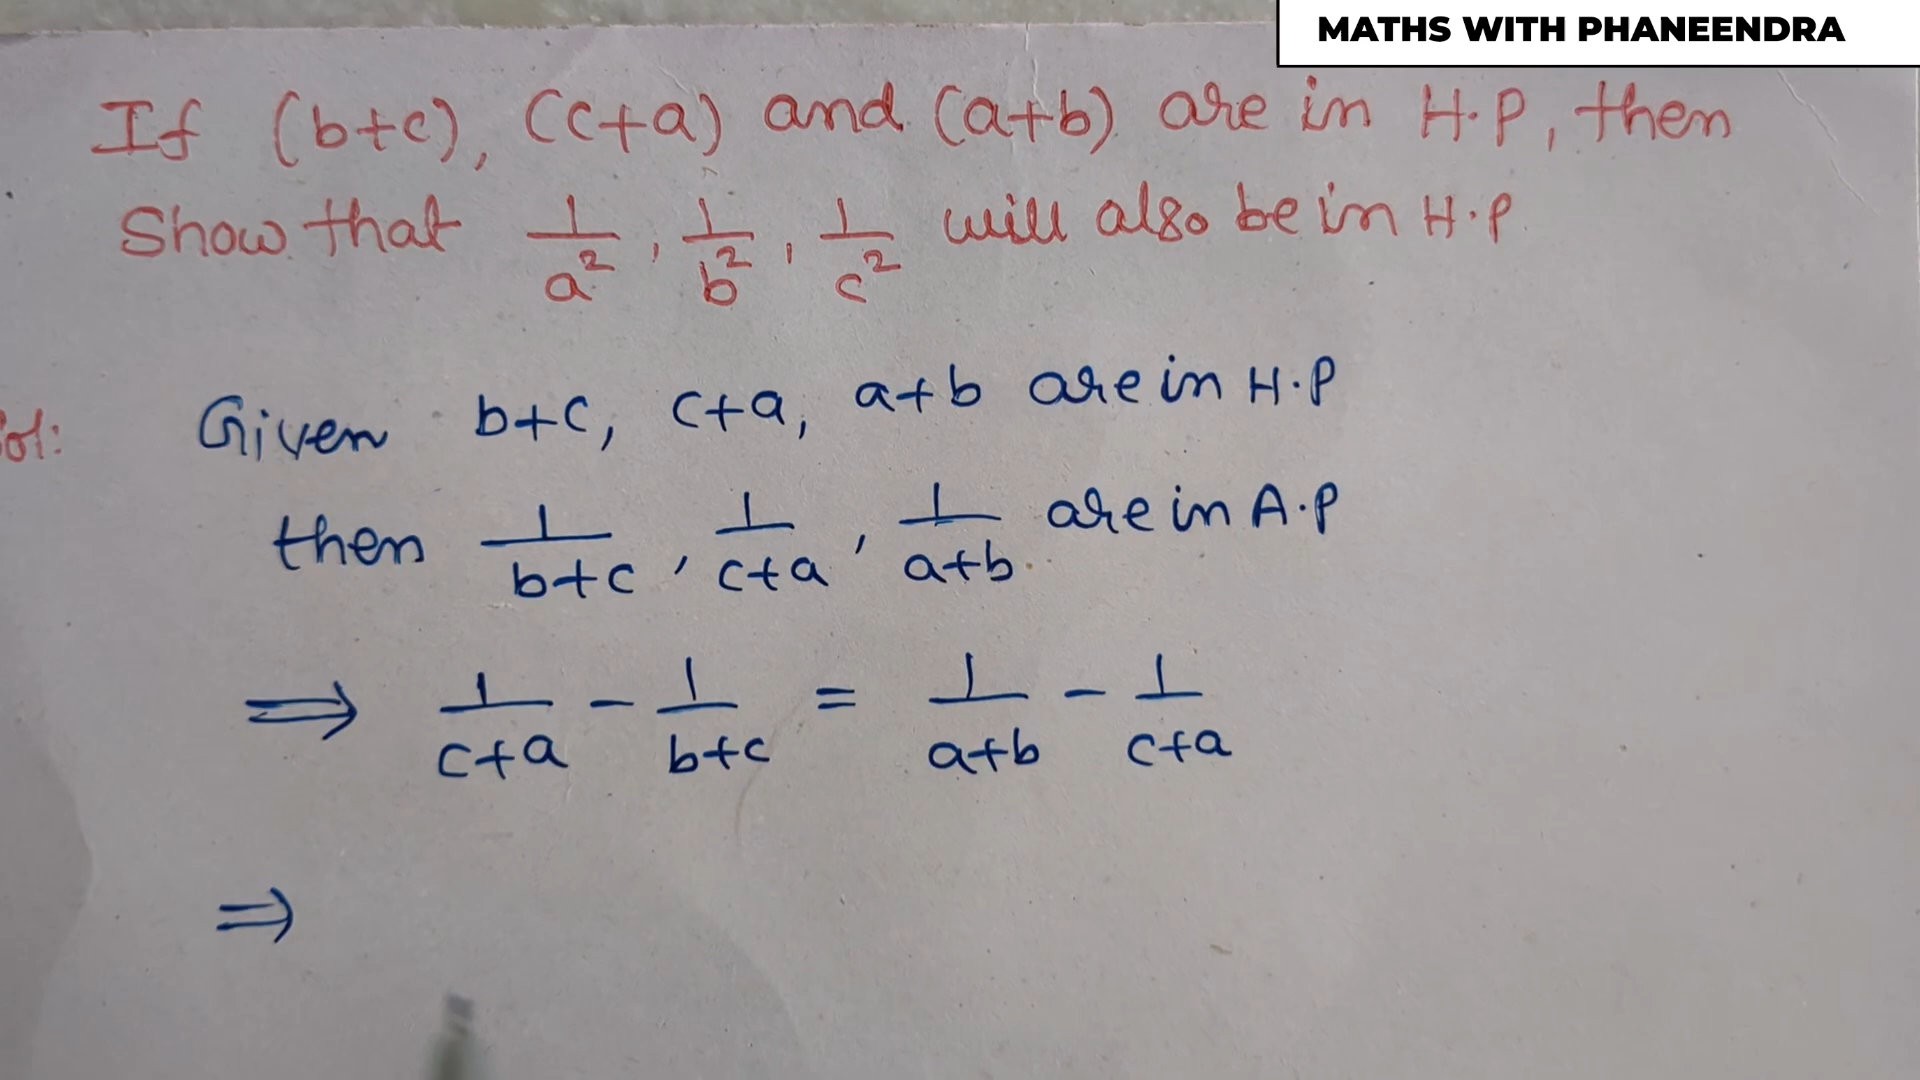 MATHS WITH PHANEENDRA
If (b+c), (c+a) and (a+b) are in H.P, then
Show that 1/a², 1/b², 1/c² will also be in H.P
Sol: Given b+c, c+a, a+b are in H.P
then 1/(b+c), 1/(c+a), 1/(a+b) are in A.P
⟹ 1/(c+a) - 1/(b+c) = 1/(a+b) - 1/(c+a)
⇒